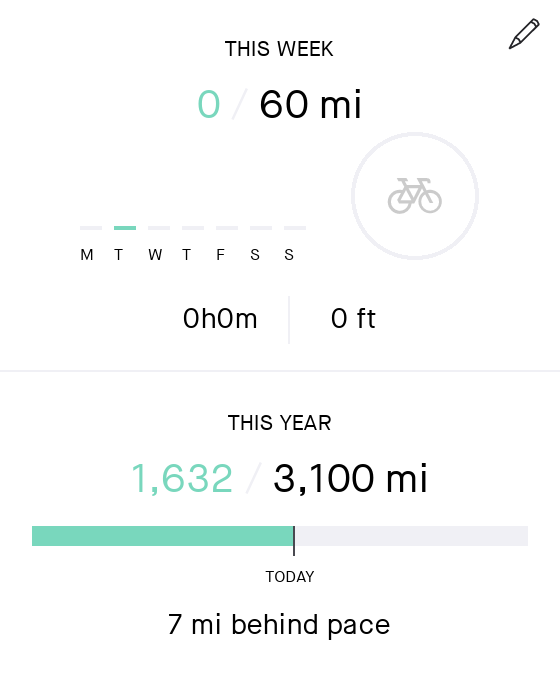 THIS WEEK
0 / 60 mi
M T W T F S S
0h0m 0 ft
THIS YEAR
1,632 / 3,100 mi
TODAY
7 mi behind pace